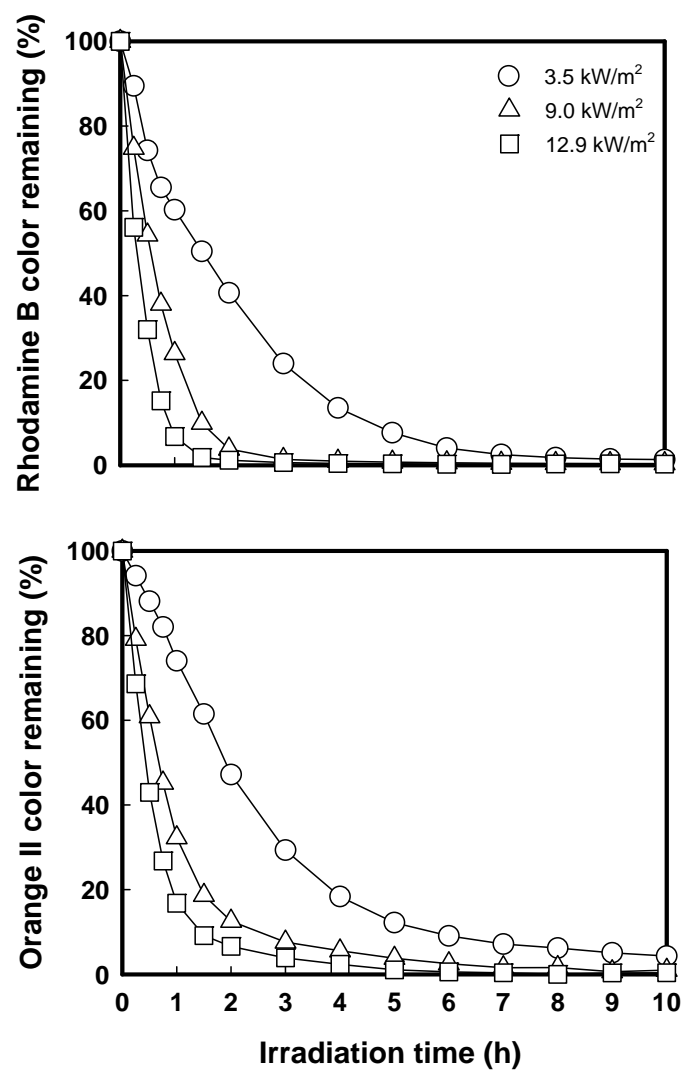 Rhodamine B color remaining (%)
100
80
60
40
20
0
3.5 kW/m²
9.0 kW/m²
12.9 kW/m²
Orange II color remaining (%)
100
80
60
40
20
0
0 1 2 3 4 5 6 7 8 9 10
Irradiation time (h)